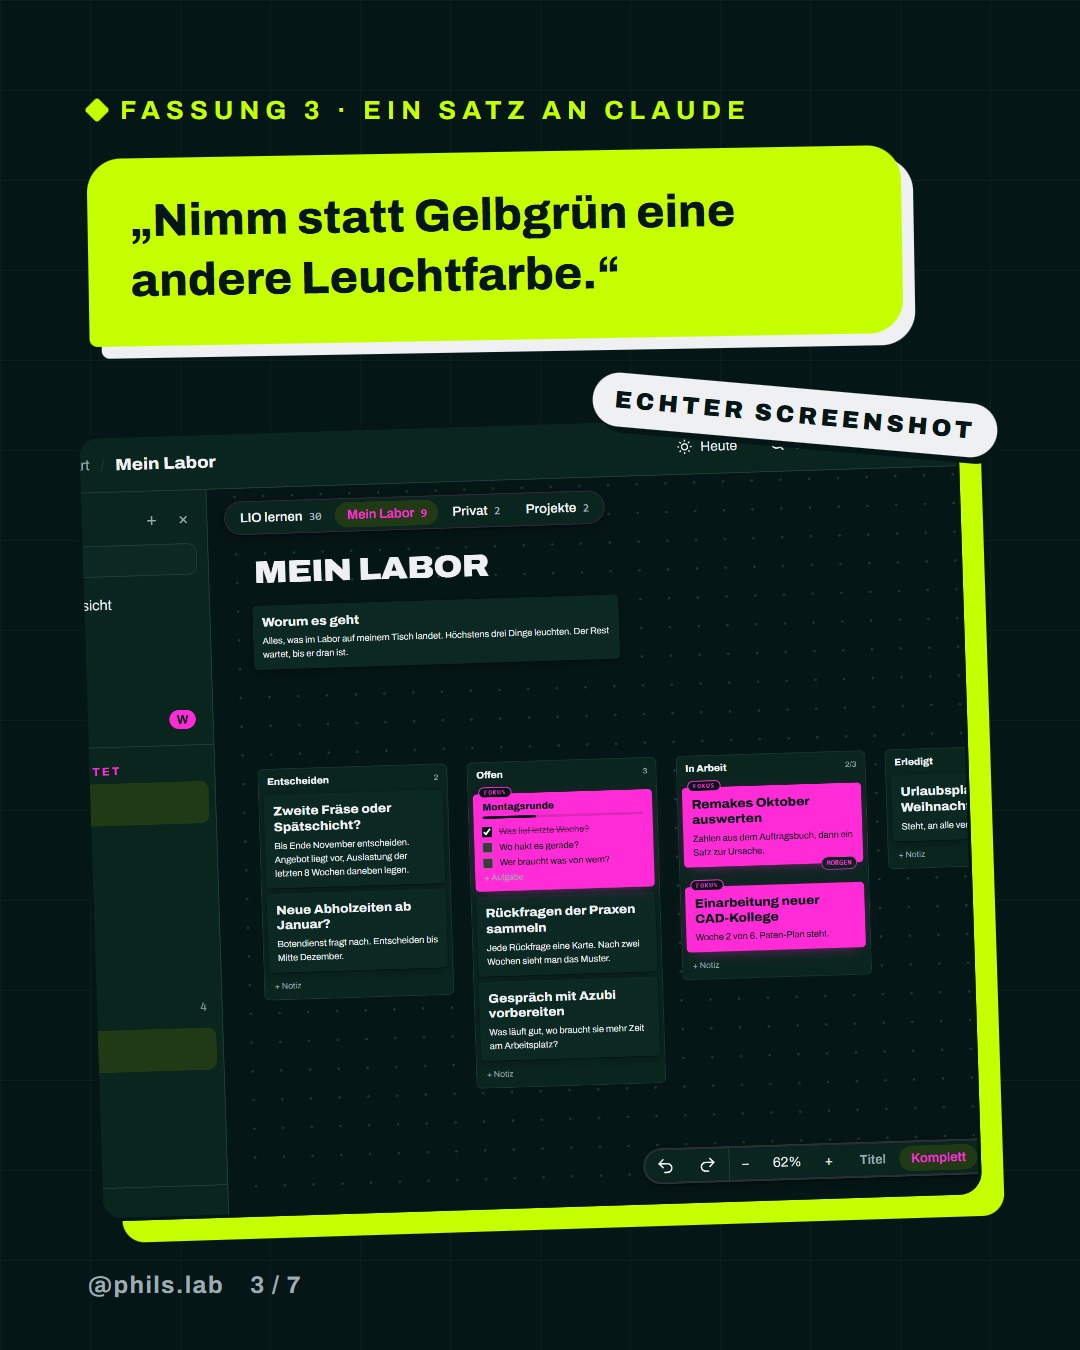 FASSUNG 3 · EIN SATZ AN CLAUDE
„Nimm statt Gelbgrün eine
andere Leuchtfarbe.“
ECHTER SCREENSHOT
rt / Mein Labor
Heute
+ ×
LIO lernen 30 Mein Labor 9 Privat 2 Projekte 2
MEIN LABOR
sicht
Worum es geht
Alles, was im Labor auf meinem Tisch landet. Höchstens drei Dinge leuchten. Der Rest
wartet, bis er dran ist.
W
TET
4
Entscheiden 2
Zweite Fräse oder
Spätschicht?
Bis Ende November entscheiden.
Angebot liegt vor, Auslastung der
letzten 8 Wochen daneben legen.
Neue Abholzeiten ab
Januar?
Botendienst fragt nach. Entscheiden bis
Mitte Dezember.
+ Notiz
Offen 3
FOKUS
Montagsrunde
Was lief letzte Woche?
Wo hakt es gerade?
Wer braucht was von wem?
+ Aufgabe
Rückfragen der Praxen
sammeln
Jede Rückfrage eine Karte. Nach zwei
Wochen sieht man das Muster.
Gespräch mit Azubi
vorbereiten
Was läuft gut, wo braucht sie mehr Zeit
am Arbeitsplatz?
+ Notiz
In Arbeit 2/3
FOKUS
Remakes Oktober
auswerten
Zahlen aus dem Auftragsbuch, dann ein
Satz zur Ursache.
MORGEN
FOKUS
Einarbeitung neuer
CAD-Kollege
Woche 2 von 6. Paten-Plan steht.
+ Notiz
Erledigt
Urlaubspla
Weihnach
Steht, an alle ver
+ Notiz
− 62% + Titel Komplett
@phils.lab 3 / 7